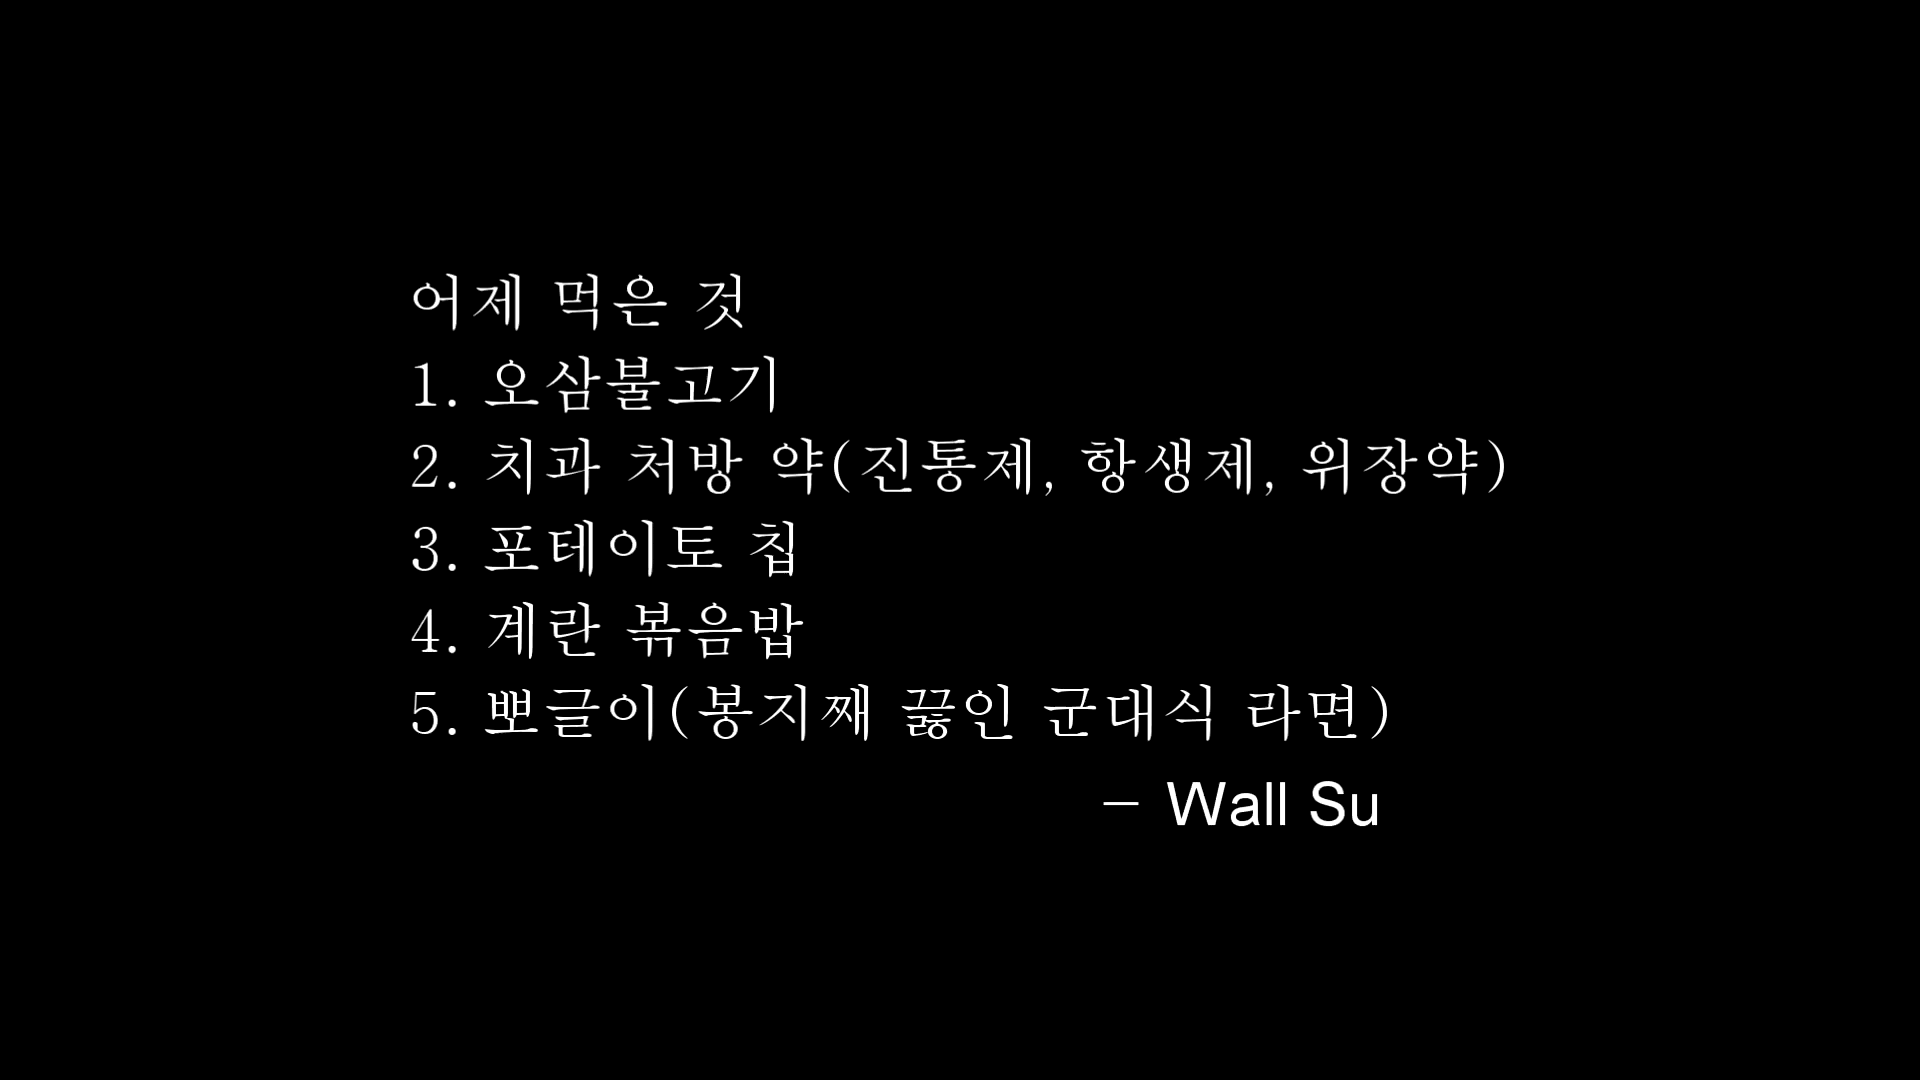 어제 먹은 것
1. 오삼불고기
2. 치과 처방 약(진통제, 항생제, 위장약)
3. 포테이토 칩
4. 계란 볶음밥
5. 뽀글이(봉지째 끓인 군대식 라면)
– Wall Su